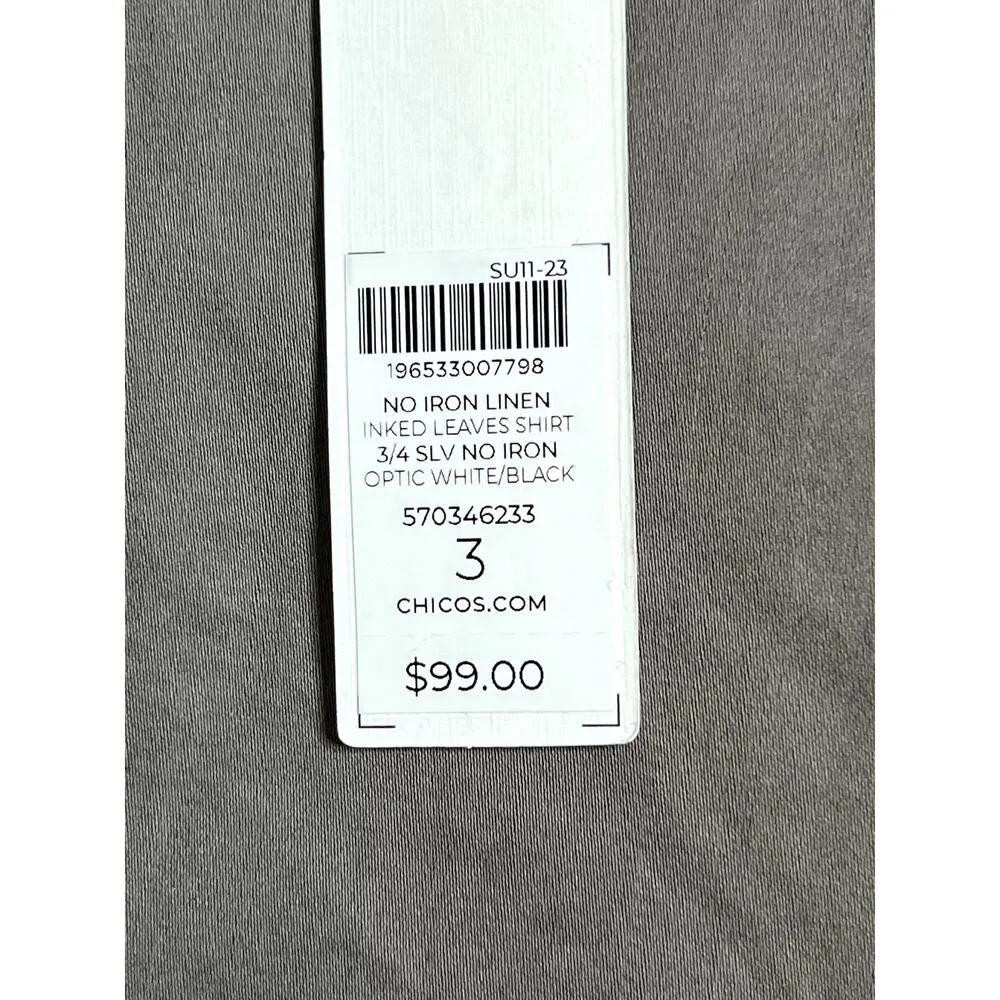 SU11-23
196533007798
NO IRON LINEN
INKED LEAVES SHIRT
3/4 SLV NO IRON
OPTIC WHITE/BLACK
570346233
3
CHICOS.COM
$99.00